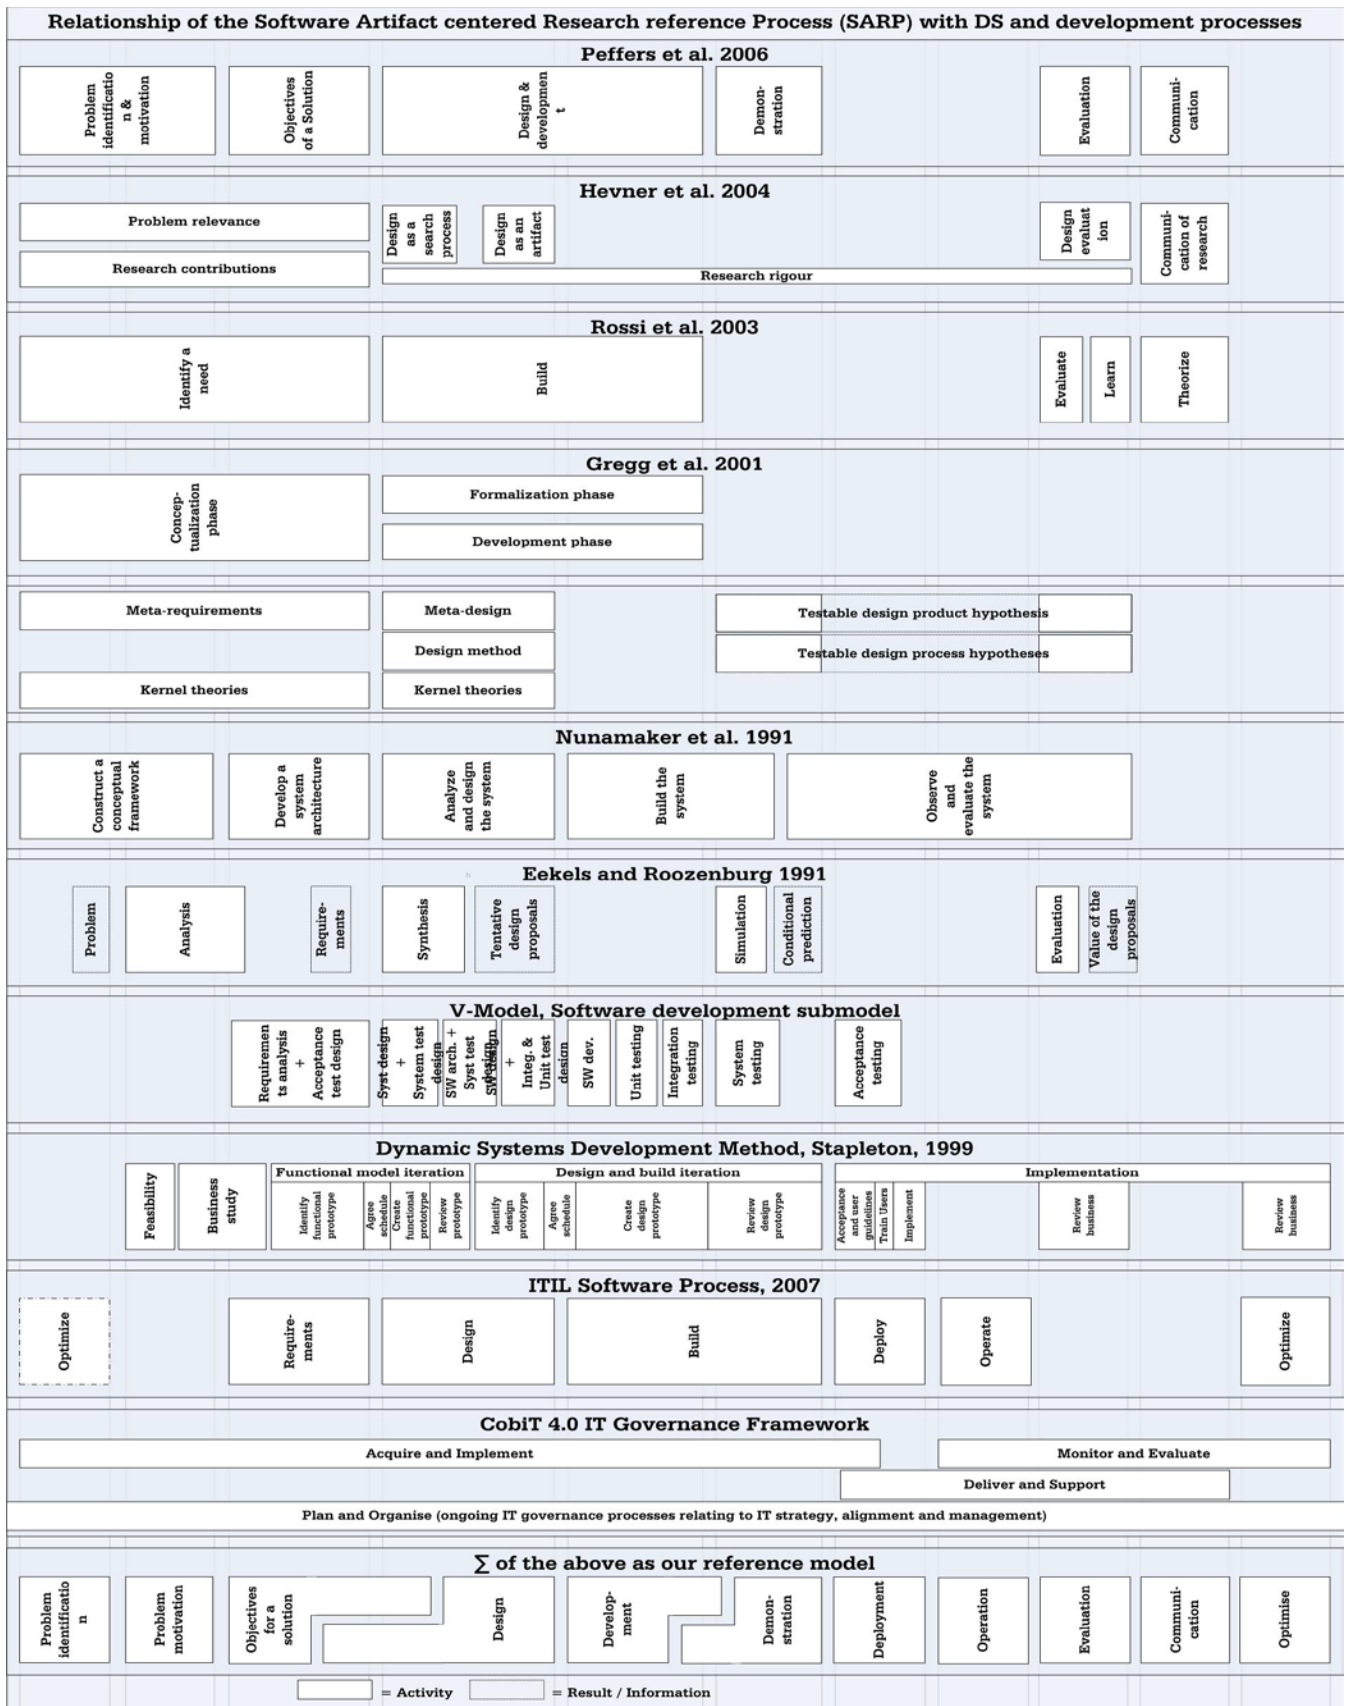 Relationship of the Software Artifact centered Research reference Process (SARP) with DS and development processes
Peffers et al. 2006
Problem
identificatio
n &
motivation
Objectives
of a Solution
Design &
developmen
t
Demon-
stration
Evaluation
Communi-
cation
Hevner et al. 2004
Problem relevance
Research contributions
Design
as a
search
process
Design
as an
artifact
Research rigour
Design
evaluat
ion
Communi-
cation of
research
Rossi et al. 2003
Identify a
need
Build
Evaluate
Learn
Theorize
Gregg et al. 2001
Concep-
tualization
phase
Formalization phase
Development phase
Meta-requirements
Kernel theories
Meta-design
Design method
Kernel theories
Testable design product hypothesis
Testable design process hypotheses
Nunamaker et al. 1991
Construct a
conceptual
framework
Develop a
system
architecture
Analyze
and design
the system
Build the
system
Observe
and
evaluate the
system
Eekels and Roozenburg 1991
Problem
Analysis
Require-
ments
Synthesis
Tentative
design
proposals
Simulation
Conditional
prediction
Evaluation
Value of the
design
proposals
V-Model, Software development submodel
Requiremen
ts analysis
+
Acceptance
test design
Syst design
+
System test
design
SW arch. +
Syst test
design
SW design
+
Integ. &
Unit test
design
SW dev.
Unit testing
Integration
testing
System
testing
Acceptance
testing
Dynamic Systems Development Method, Stapleton, 1999
Feasibility
Business
study
Functional model iteration
Identify
functional
prototype
Agree
schedule
Create
functional
prototype
Review
prototype
Design and build iteration
Identify
design
prototype
Agree
schedule
Create
design
prototype
Review
design
prototype
Implementation
Acceptance
and user
guidelines
Train Users
Implement
Review
business
Review
business
ITIL Software Process, 2007
Optimize
Require-
ments
Design
Build
Deploy
Operate
Optimize
CobiT 4.0 IT Governance Framework
Acquire and Implement
Monitor and Evaluate
Deliver and Support
Plan and Organise (ongoing IT governance processes relating to IT strategy, alignment and management)
∑ of the above as our reference model
Problem
identificatio
n
Problem
motivation
Objectives
for a
solution
Design
Develop-
ment
Demon-
stration
Deployment
Operation
Evaluation
Communi-
cation
Optimise
= Activity
= Result / Information